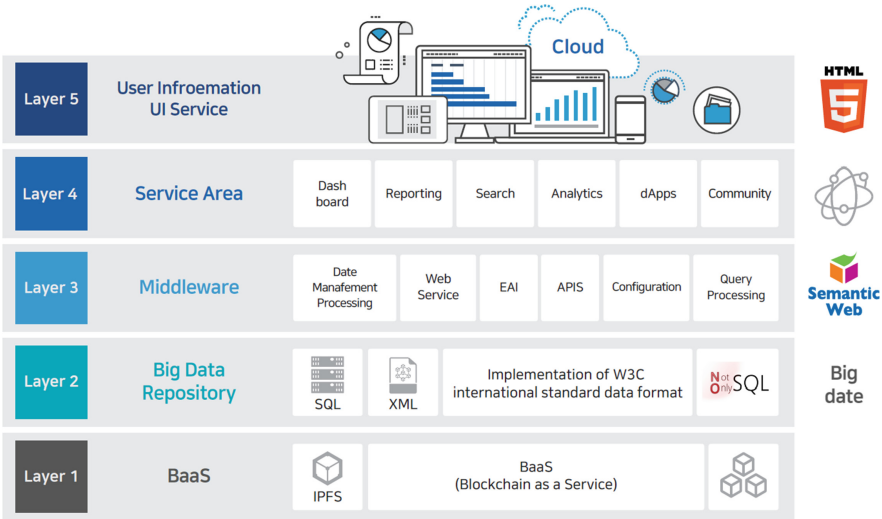 Cloud
HTML
5
Layer 5
User Infroemation
UI Service
Layer 4
Service Area
Dash
board
Reporting
Search
Analytics
dApps
Community
Layer 3
Middleware
Date
Manafement
Processing
Web
Service
EAI
APIS
Configuration
Query
Processing
Semantic
Web
Layer 2
Big Data
Repository
SQL
XML
Implementation of W3C
international standard data format
Not Only SQL
Big
date
Layer 1
BaaS
IPFS
BaaS
(Blockchain as a Service)